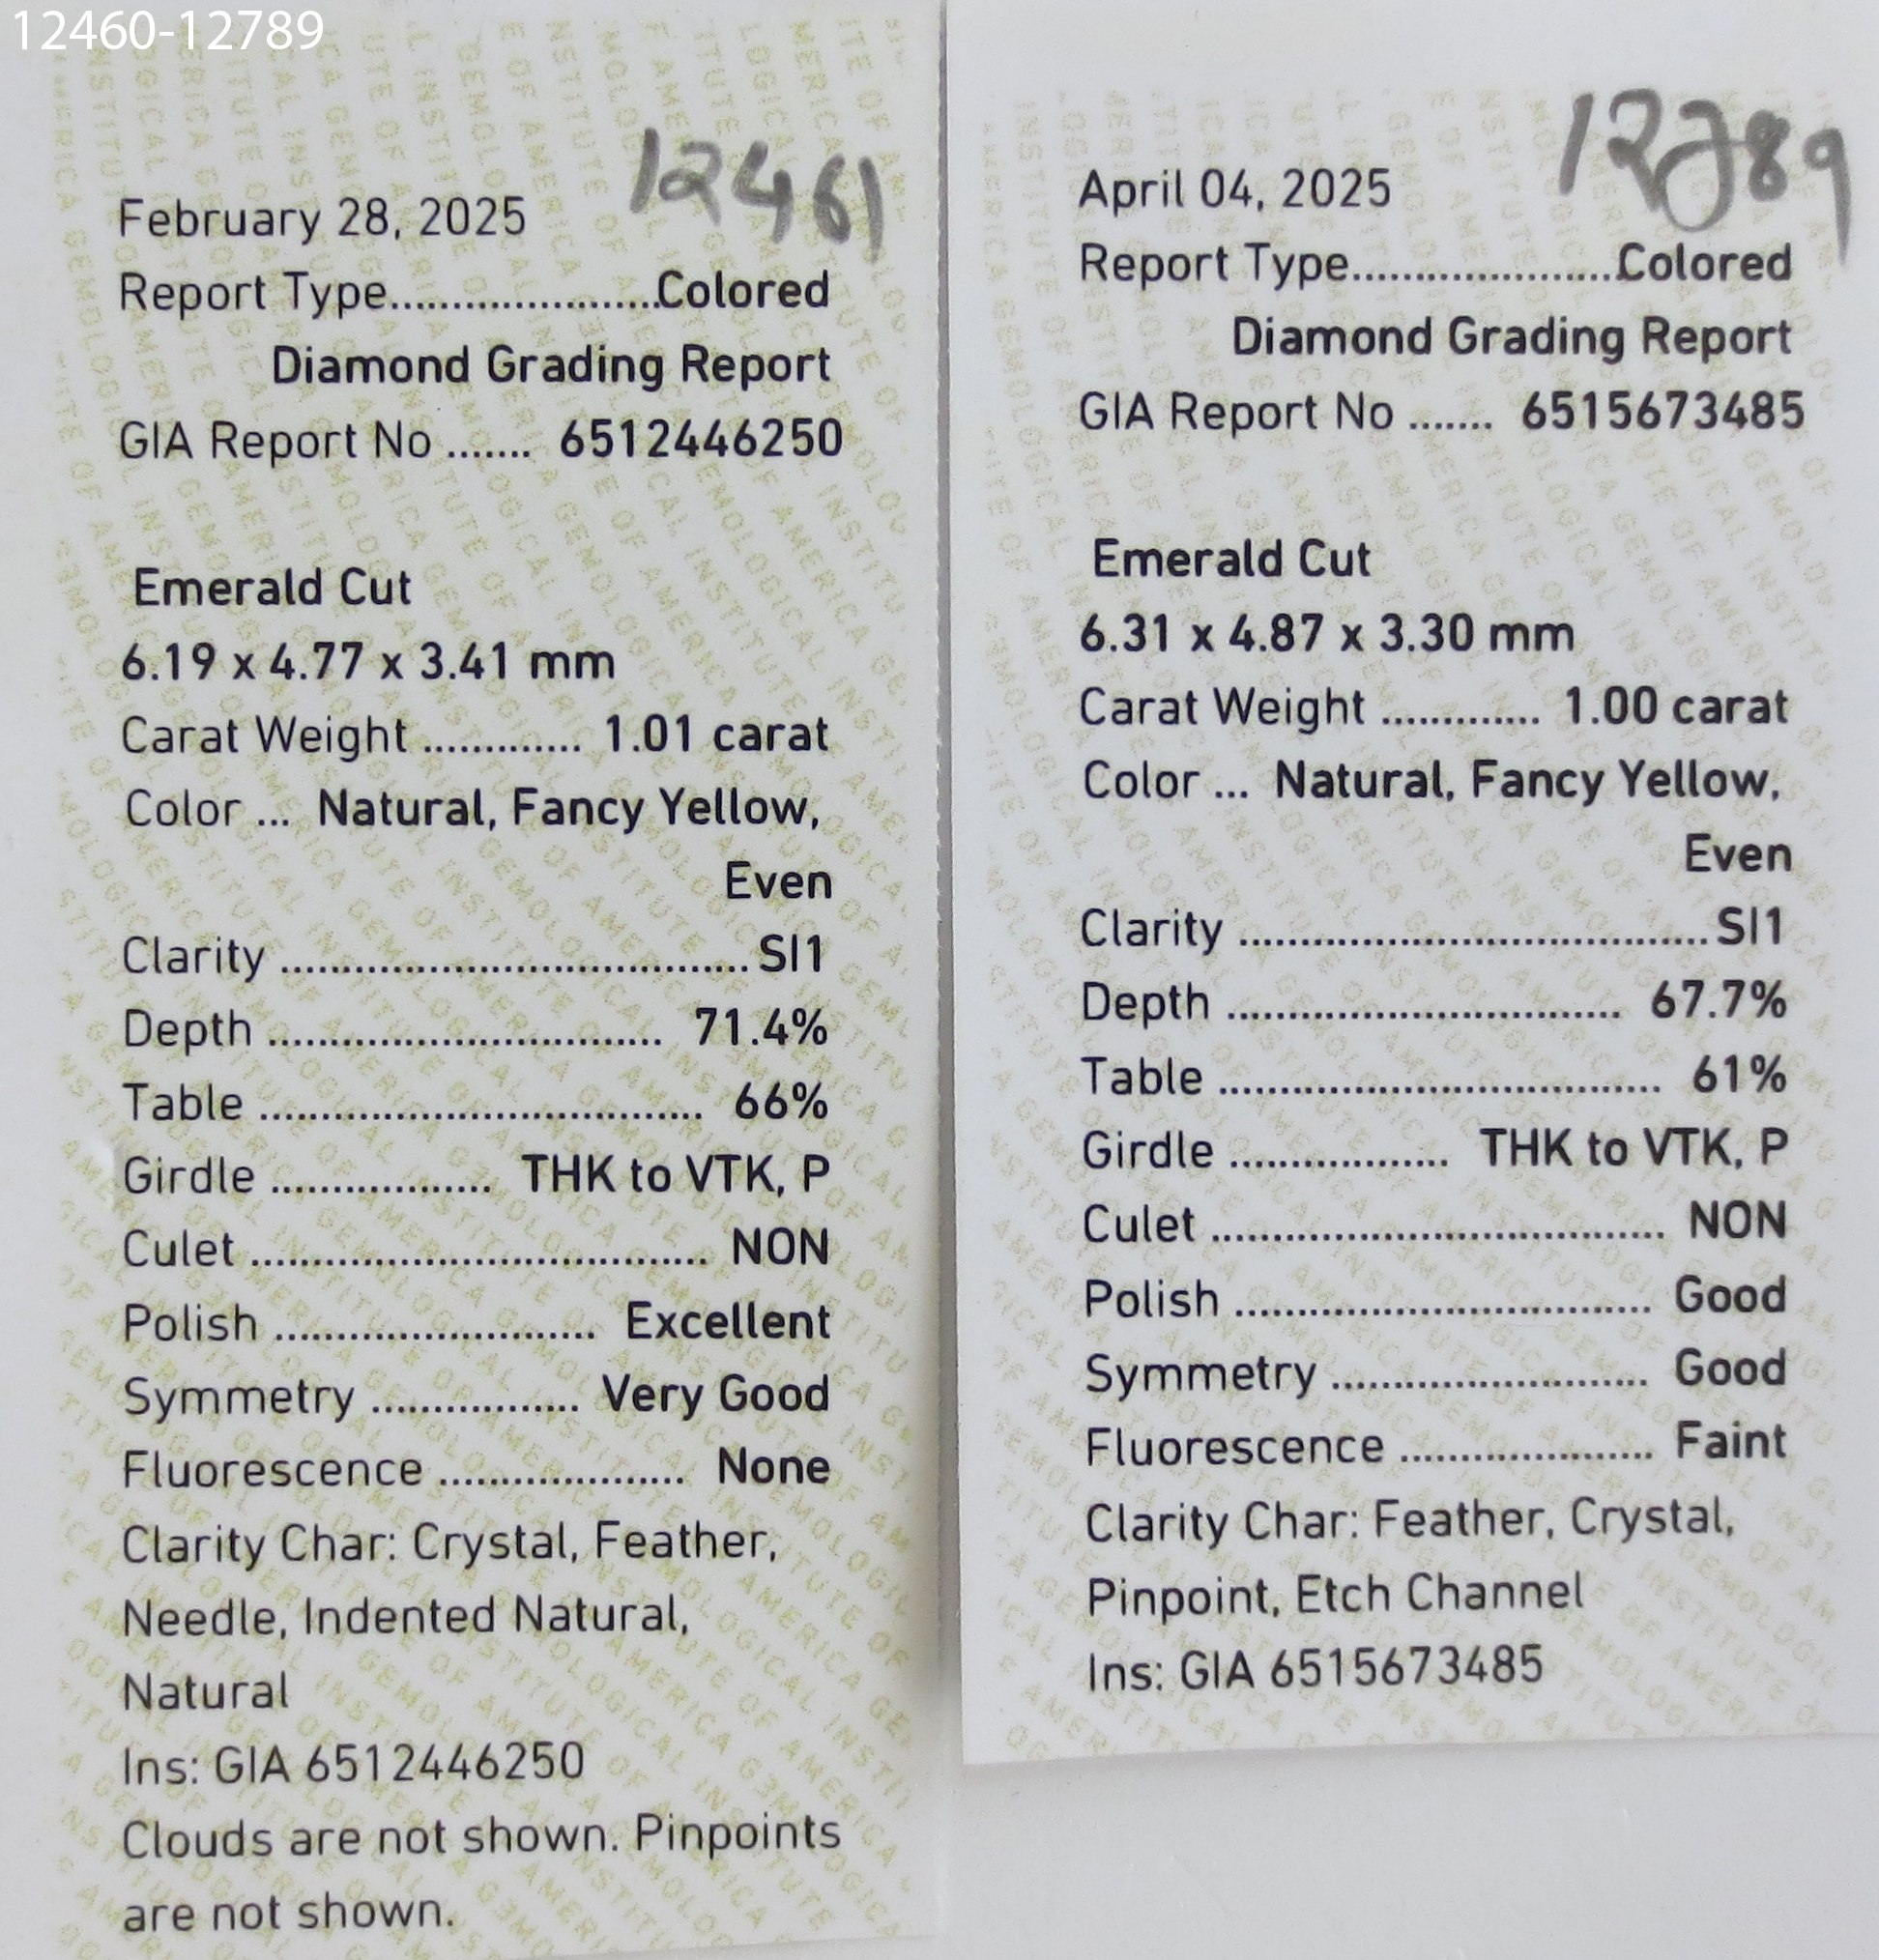 12460-12789
12461
February 28, 2025
Report Type......................Colored
Diamond Grading Report
GIA Report No ....... 6512446250
Emerald Cut
6.19 x 4.77 x 3.41 mm
Carat Weight ............. 1.01 carat
Color ... Natural, Fancy Yellow,
Even
Clarity ......................................SI1
Depth ................................ 71.4%
Table .................................... 66%
Girdle .................. THK to VTK, P
Culet ..................................... NON
Polish .......................... Excellent
Symmetry ................. Very Good
Fluorescence .................... None
Clarity Char: Crystal, Feather,
Needle, Indented Natural,
Natural
Ins: GIA 6512446250
Clouds are not shown. Pinpoints
are not shown.
12789
April 04, 2025
Report Type......................Colored
Diamond Grading Report
GIA Report No ....... 6515673485
Emerald Cut
6.31 x 4.87 x 3.30 mm
Carat Weight ............. 1.00 carat
Color ... Natural, Fancy Yellow,
Even
Clarity ......................................SI1
Depth ................................ 67.7%
Table .................................... 61%
Girdle .................. THK to VTK, P
Culet ..................................... NON
Polish .................................. Good
Symmetry .......................... Good
Fluorescence .................... Faint
Clarity Char: Feather, Crystal,
Pinpoint, Etch Channel
Ins: GIA 6515673485